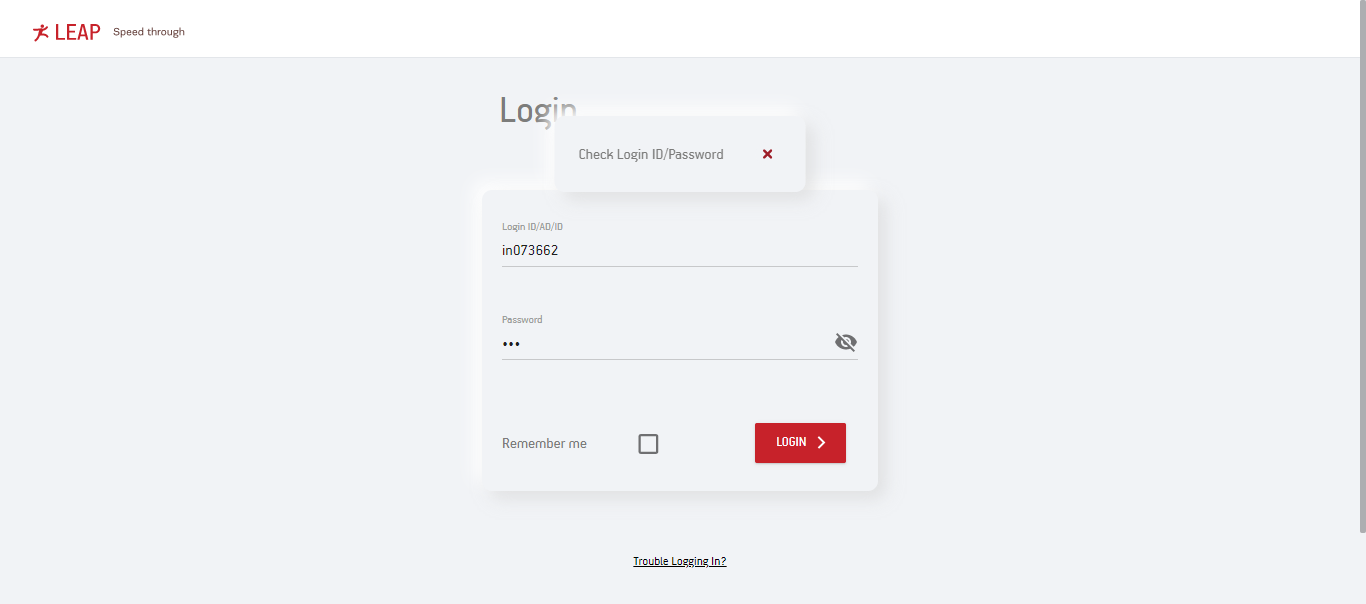 LEAP Speed through
Login
Check Login ID/Password
Login ID/AD/ID
in073662
Password
•••
Remember me
LOGIN
Trouble Logging In?